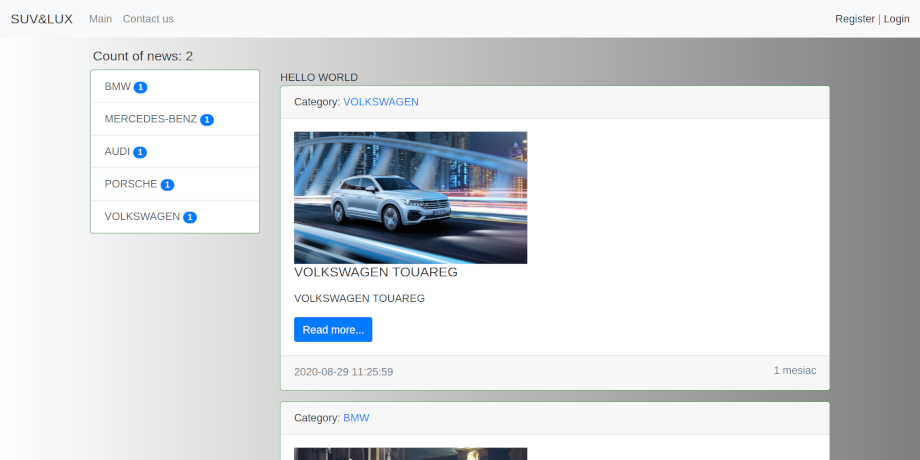 SUV&LUX Main Contact us Register | Login
Count of news: 2
BMW 1
MERCEDES-BENZ 1
AUDI 1
PORSCHE 1
VOLKSWAGEN 1
HELLO WORLD
Category: VOLKSWAGEN
VOLKSWAGEN TOUAREG
VOLKSWAGEN TOUAREG
Read more...
2020-08-29 11:25:59 1 mesiac
Category: BMW